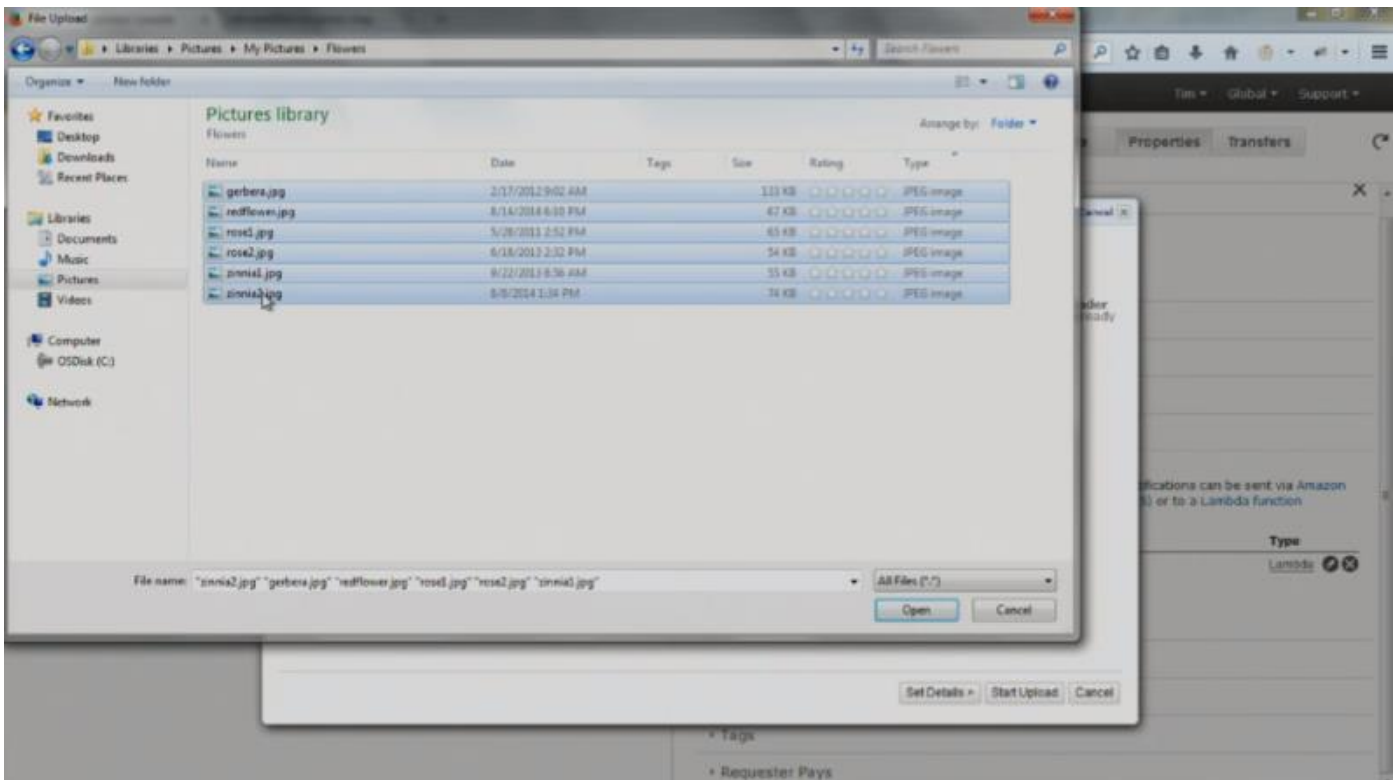 File Upload
Libraries Pictures My Pictures Flowers
Search Flowers
Organize New folder
Tim Global Support
Favorites
Desktop
Downloads
Recent Places
Libraries
Documents
Music
Pictures
Videos
Computer
OSDisk (C:)
Network
Pictures library
Flowers
Arrange by: Folder
Name Date Tags Size Rating Type
gerbera.jpg 2/17/2012 9:02 AM 133 KB JPEG image
redflower.jpg 8/14/2014 6:10 PM 47 KB JPEG image
rose1.jpg 5/28/2011 2:52 PM 65 KB JPEG image
rose2.jpg 6/18/2013 2:32 PM 54 KB JPEG image
zinnia1.jpg 9/22/2013 8:56 AM 55 KB JPEG image
zinnia2.jpg 8/8/2014 1:34 PM 74 KB JPEG image
File name: "zinnia2.jpg" "gerbera.jpg" "redflower.jpg" "rose1.jpg" "rose2.jpg" "zinnia1.jpg"
All Files (*.*)
Open Cancel
Properties Transfers
Cancel
can be sent via Amazon
or to a Lambda function
Type
Lambda
Set Details > Start Upload Cancel
Tags
Requester Pays